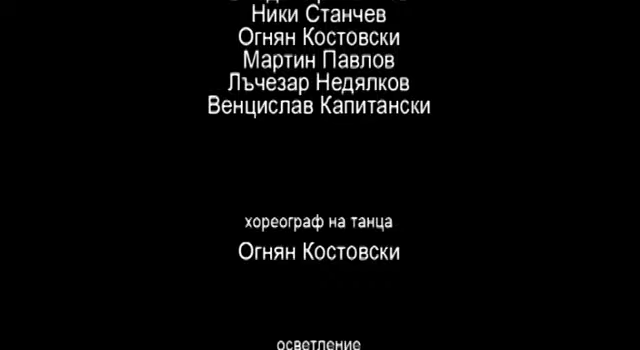 Ники Станчев
Огнян Костовски
Мартин Павлов
Лъчезар Недялков
Венцислав Капитански
хореограф на танца
Огнян Костовски
осветление